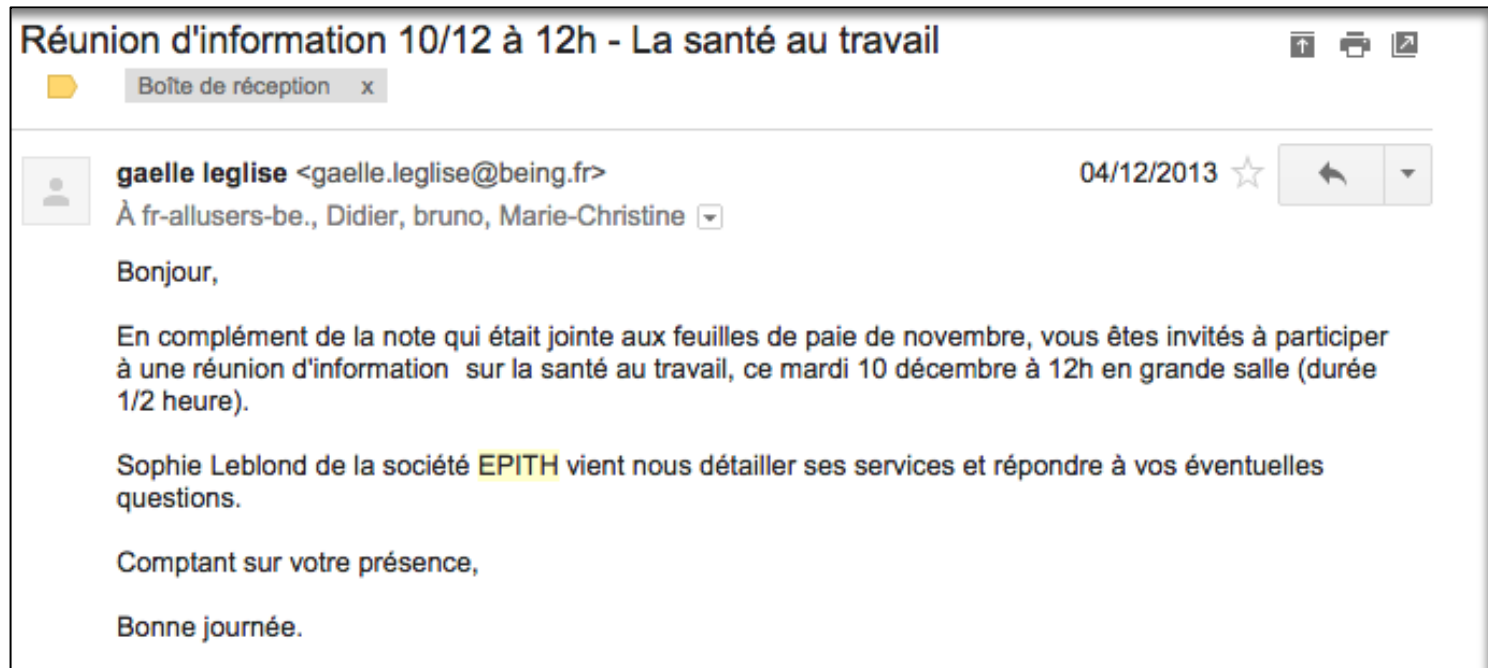 Réunion d'information 10/12 à 12h - La santé au travail
Boîte de réception x
gaelle leglise <gaelle.leglise@being.fr> 04/12/2013
À fr-allusers-be., Didier, bruno, Marie-Christine
Bonjour,
En complément de la note qui était jointe aux feuilles de paie de novembre, vous êtes invités à participer
à une réunion d'information  sur la santé au travail, ce mardi 10 décembre à 12h en grande salle (durée
1/2 heure).
Sophie Leblond de la société EPITH vient nous détailler ses services et répondre à vos éventuelles
questions.
Comptant sur votre présence,
Bonne journée.